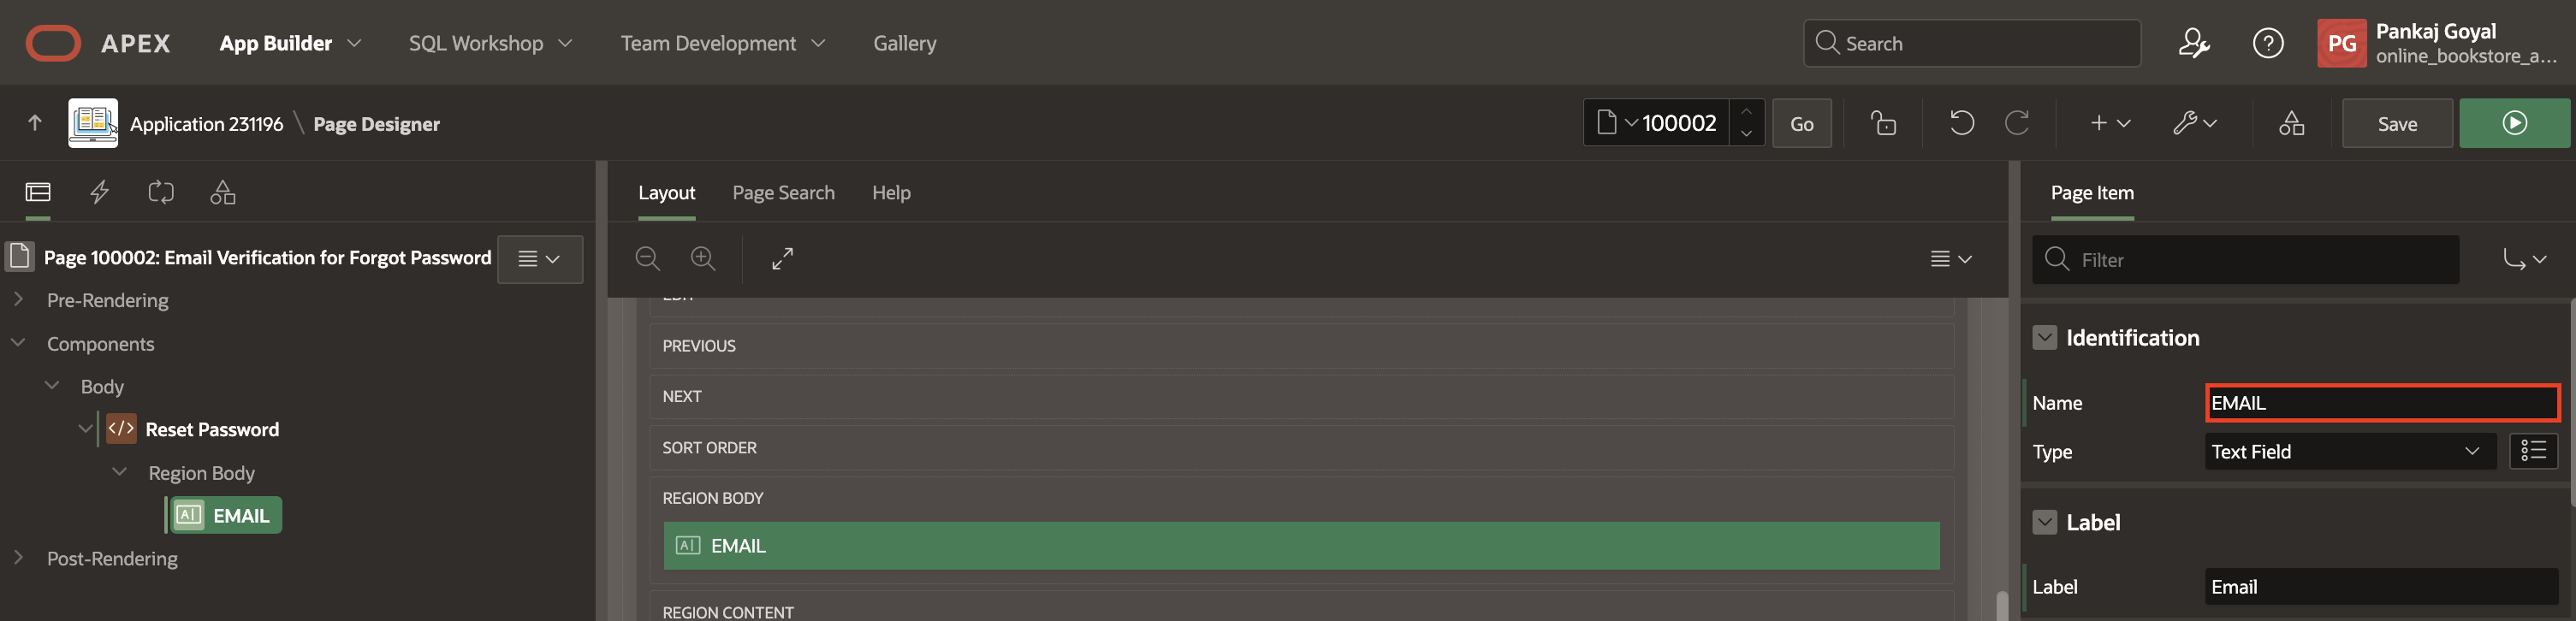 APEX
App Builder
SQL Workshop
Team Development
Gallery
Search
PG
Pankaj Goyal
online_bookstore_a...
Application 231196 \ Page Designer
100002
Go
Save
Layout
Page Search
Help
Page Item
Page 100002: Email Verification for Forgot Password
Filter
Pre-Rendering
Components
Body
Reset Password
Region Body
EMAIL
Post-Rendering
EDIT
PREVIOUS
NEXT
SORT ORDER
REGION BODY
EMAIL
REGION CONTENT
Identification
Name
EMAIL
Type
Text Field
Label
Label
Email